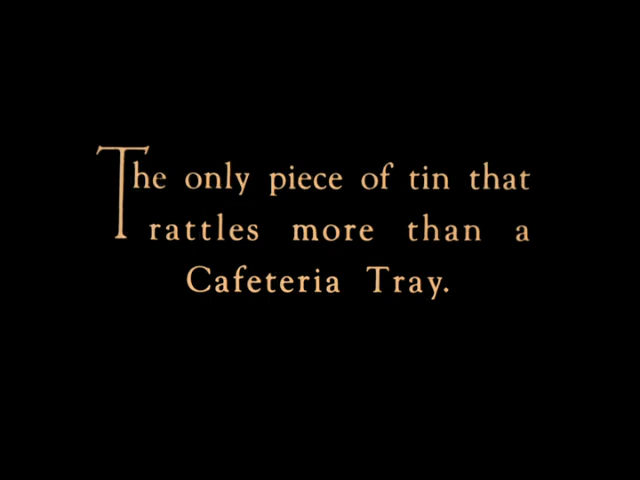 The only piece of tin that
rattles more than a
Cafeteria Tray.